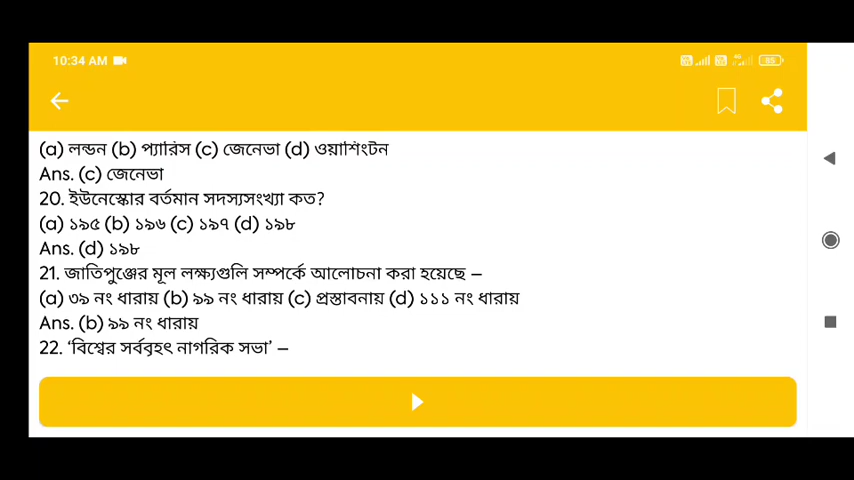 10:34 AM
(a) লন্ডন (b) প্যারিস (c) জেনেভা (d) ওয়াশিংটন
Ans. (c) জেনেভা
20. ইউনেস্কোর বর্তমান সদস্যসংখ্যা কত?
(a) ১৯৫ (b) ১৯৬ (c) ১৯৭ (d) ১৯৮
Ans. (d) ১৯৮
21. জাতিপুঞ্জের মূল লক্ষ্যগুলি সম্পর্কে আলোচনা করা হয়েছে –
(a) ৩৯ নং ধারায় (b) ৯৯ নং ধারায় (c) প্রস্তাবনায় (d) ১১১ নং ধারায়
Ans. (b) ৯৯ নং ধারায়
22. ‘বিশ্বের সর্ববৃহৎ নাগরিক সভা’ –